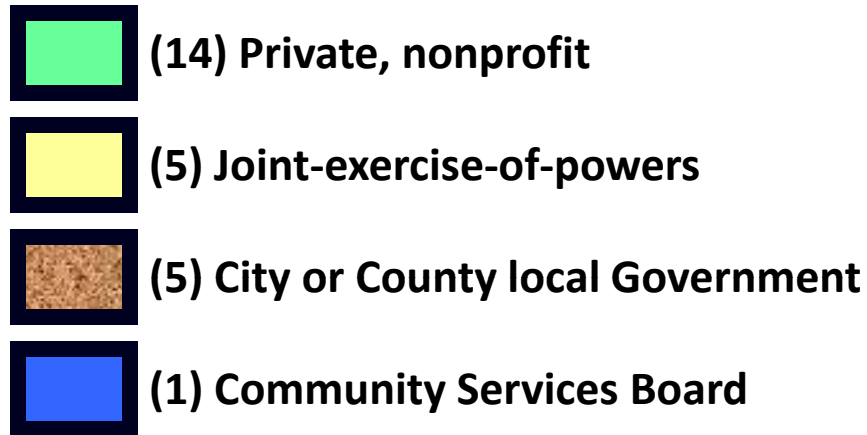 (14) Private, nonprofit
(5) Joint-exercise-of-powers
(5) City or County local Government
(1) Community Services Board